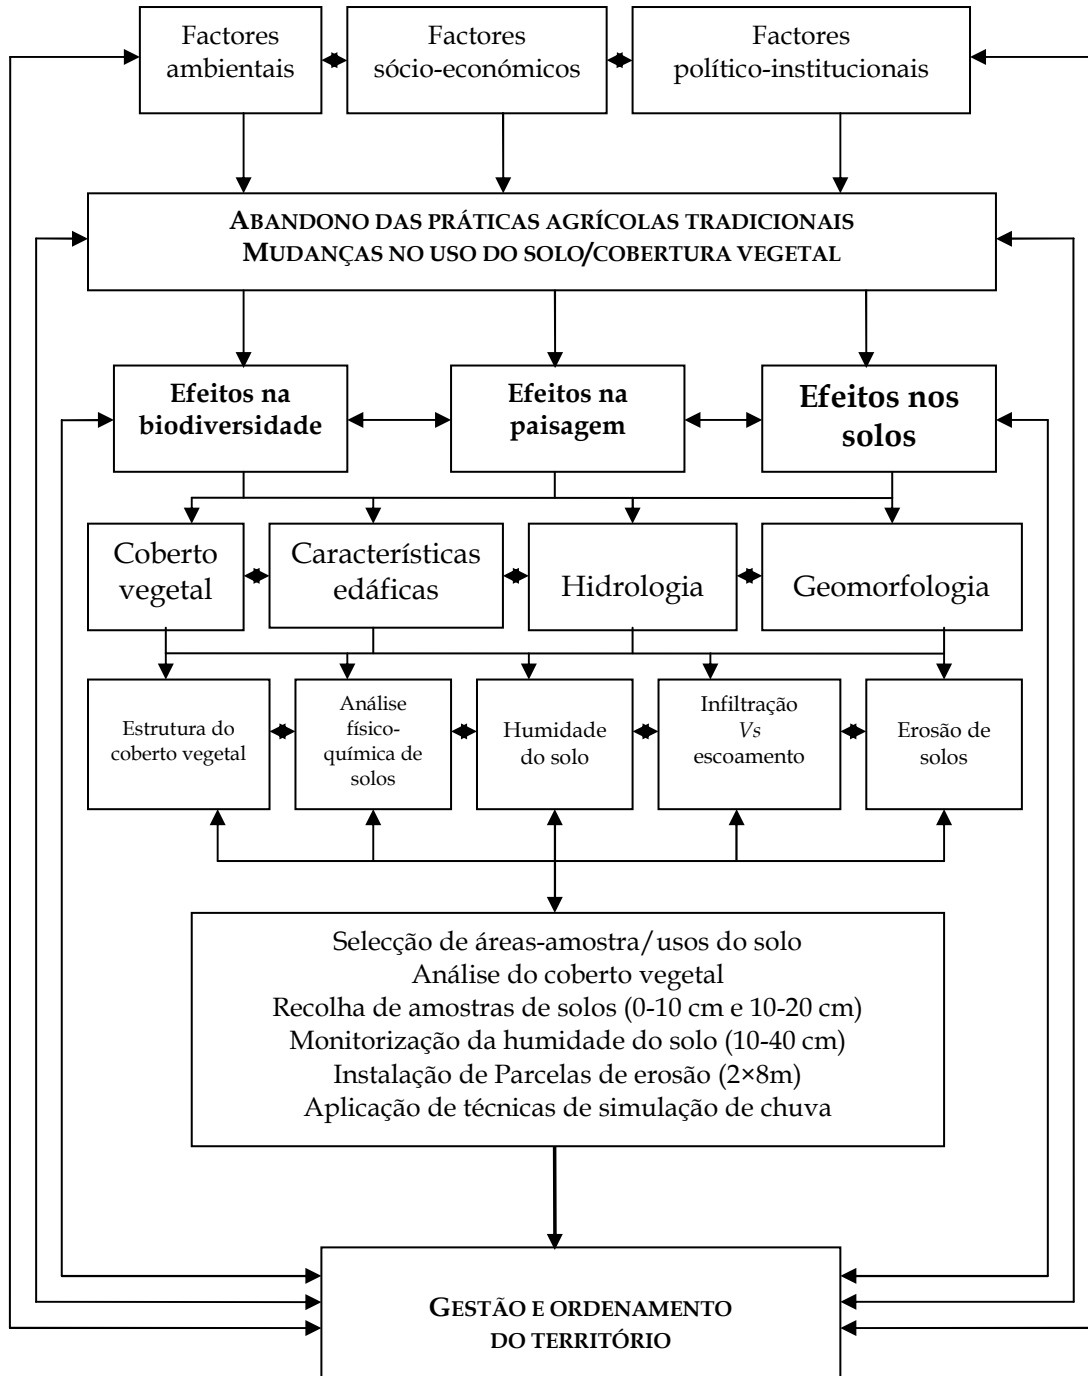 Factores
ambientais
Factores
sócio-económicos
Factores
político-institucionais
ABANDONO DAS PRÁTICAS AGRÍCOLAS TRADICIONAIS
MUDANÇAS NO USO DO SOLO/COBERTURA VEGETAL
Efeitos na
biodiversidade
Efeitos na
paisagem
Efeitos nos
solos
Coberto
vegetal
Características
edáficas
Hidrologia
Geomorfologia
Estrutura do
coberto vegetal
Análise
físico-
química de
solos
Humidade
do solo
Infiltração
Vs
escoamento
Erosão de
solos
Selecção de áreas-amostra/usos do solo
Análise do coberto vegetal
Recolha de amostras de solos (0-10 cm e 10-20 cm)
Monitorização da humidade do solo (10-40 cm)
Instalação de Parcelas de erosão (2×8m)
Aplicação de técnicas de simulação de chuva
GESTÃO E ORDENAMENTO
DO TERRITÓRIO